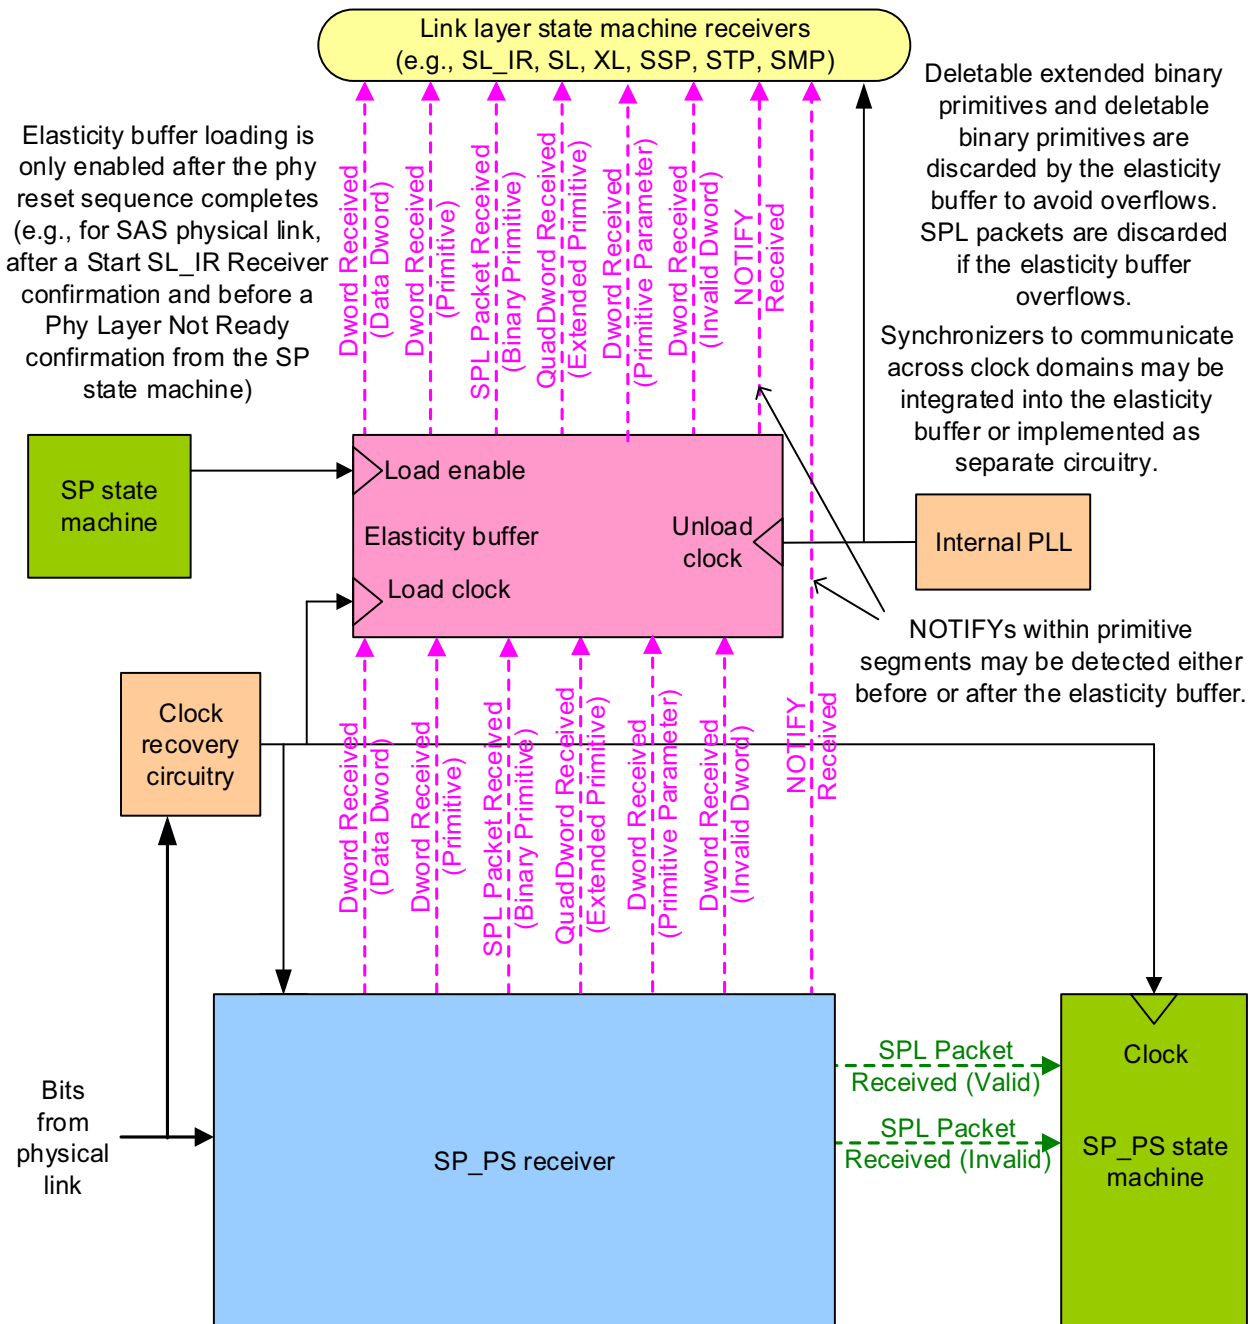 Link layer state machine receivers
(e.g., SL_IR, SL, XL, SSP, STP, SMP)
Elasticity buffer loading is
only enabled after the phy
reset sequence completes
(e.g., for SAS physical link,
after a Start SL_IR Receiver
confirmation and before a
Phy Layer Not Ready
confirmation from the SP
state machine)
Dword Received
(Data Dword)
Dword Received
(Primitive)
SPL Packet Received
(Binary Primitive)
QuadDword Received
(Extended Primitive)
Dword Received
(Primitive Parameter)
Dword Received
(Invalid Dword)
NOTIFY
Received
Deletable extended binary
primitives and deletable
binary primitives are
discarded by the elasticity
buffer to avoid overflows.
SPL packets are discarded
if the elasticity buffer
overflows.
Synchronizers to communicate
across clock domains may be
integrated into the elasticity
buffer or implemented as
separate circuitry.
SP state
machine
Load enable
Elasticity buffer
Load clock
Unload
clock
Internal PLL
NOTIFYs within primitive
segments may be detected either
before or after the elasticity buffer.
Clock
recovery
circuitry
Dword Received
(Data Dword)
Dword Received
(Primitive)
SPL Packet Received
(Binary Primitive)
QuadDword Received
(Extended Primitive)
Dword Received
(Primitive Parameter)
Dword Received
(Invalid Dword)
NOTIFY
Received
Bits
from
physical
link
SP_PS receiver
SPL Packet
Received (Valid)
SPL Packet
Received (Invalid)
Clock
SP_PS state
machine